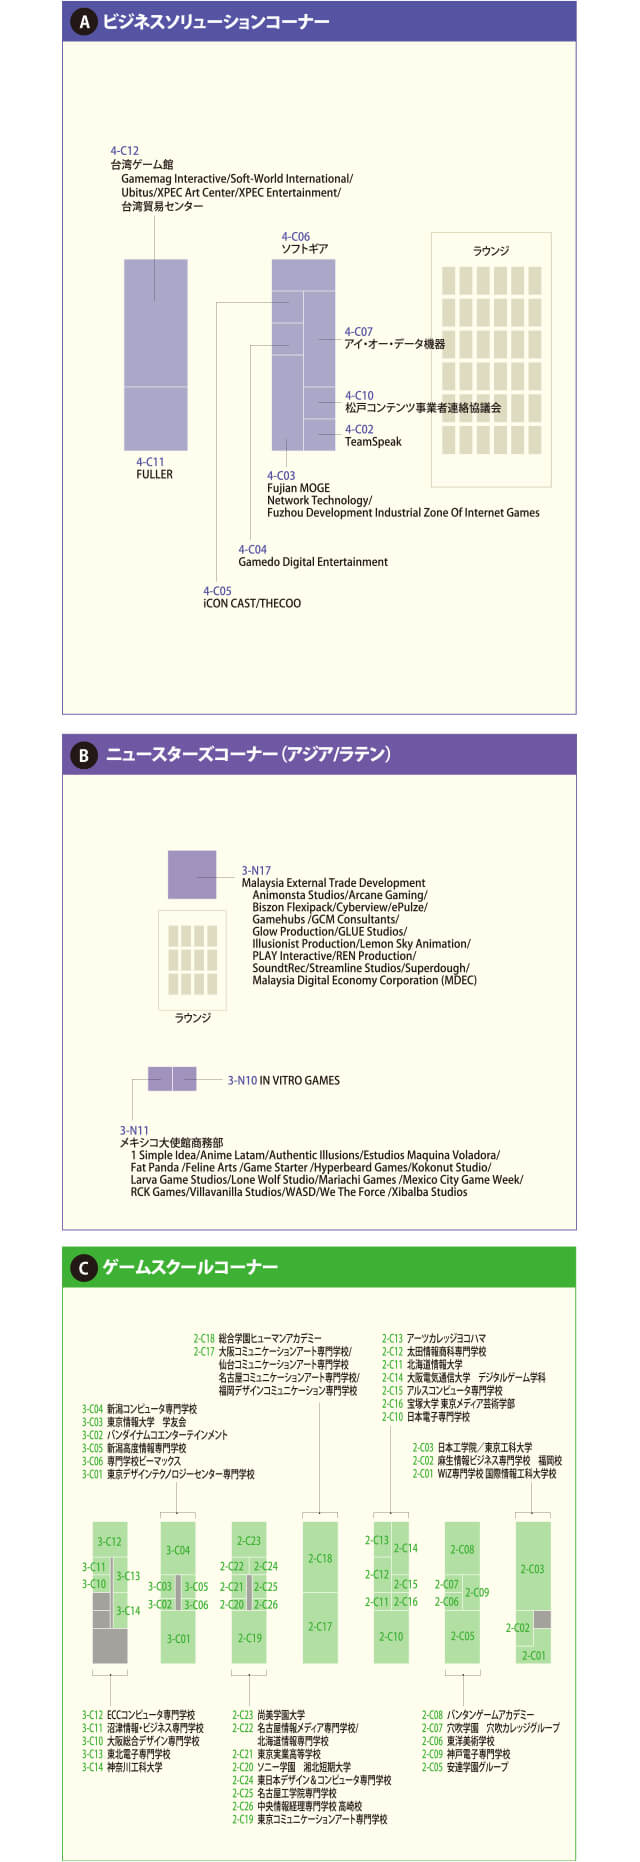 A ビジネスソリューションコーナー
4-C12
台湾ゲーム館
Gamemag Interactive/Soft-World International/
Ubitus/XPEC Art Center/XPEC Entertainment/
台湾貿易センター
4-C06
ソフトギア
ラウンジ
4-C07
アイ・オー・データ機器
4-C10
松戸コンテンツ事業者連絡協議会
4-C02
TeamSpeak
4-C11
FULLER
4-C03
Fujian MOGE
Network Technology/
Fuzhou Development Industrial Zone Of Internet Games
4-C04
Gamedo Digital Entertainment
4-C05
iCON CAST/THECOO
B ニュースターズコーナー（アジア/ラテン）
3-N17
Malaysia External Trade Development
Animonsta Studios/Arcane Gaming/
Biszon Flexipack/Cyberview/ePulze/
Gamehubs /GCM Consultants/
Glow Production/GLUE Studios/
Illusionist Production/Lemon Sky Animation/
PLAY Interactive/REN Production/
SoundtRec/Streamline Studios/Superdough/
Malaysia Digital Economy Corporation (MDEC)
ラウンジ
3-N10 IN VITRO GAMES
3-N11
メキシコ大使館商務部
1 Simple Idea/Anime Latam/Authentic Illusions/Estudios Maquina Voladora/
Fat Panda /Feline Arts /Game Starter /Hyperbeard Games/Kokonut Studio/
Larva Game Studios/Lone Wolf Studio/Mariachi Games /Mexico City Game Week/
RCK Games/Villavanilla Studios/WASD/We The Force /Xibalba Studios
C ゲームスクールコーナー
2-C18 総合学園ヒューマンアカデミー
2-C17 大阪コミュニケーションアート専門学校/
仙台コミュニケーションアート専門学校
名古屋コミュニケーションアート専門学校/
福岡デザインコミュニケーション専門学校
2-C13 アーツカレッジヨコハマ
2-C12 太田情報商科専門学校
2-C11 北海道情報大学
2-C14 大阪電気通信大学 デジタルゲーム学科
2-C15 アルスコンピュータ専門学校
2-C16 宝塚大学 東京メディア芸術学部
2-C10 日本電子専門学校
3-C04 新潟コンピュータ専門学校
3-C03 東京情報大学 学友会
3-C02 バンダイナムコエンターテインメント
3-C05 新潟高度情報専門学校
3-C06 専門学校ビーマックス
3-C01 東京デザインテクノロジーセンター専門学校
2-C03 日本工学院／東京工科大学
2-C02 麻生情報ビジネス専門学校 福岡校
2-C01 WiZ専門学校 国際情報工科大学校
3-C12
3-C11
3-C10
3-C13
3-C14
3-C04
3-C03
3-C05
3-C02
3-C06
3-C01
2-C23
2-C22
2-C24
2-C21
2-C25
2-C20
2-C26
2-C19
2-C18
2-C17
2-C13
2-C14
2-C12
2-C15
2-C11
2-C16
2-C10
2-C08
2-C07
2-C09
2-C06
2-C05
2-C03
2-C02
2-C01
3-C12 ECCコンピュータ専門学校
3-C11 沼津情報・ビジネス専門学校
3-C10 大阪総合デザイン専門学校
3-C13 東北電子専門学校
3-C14 神奈川工科大学
2-C23 尚美学園大学
2-C22 名古屋情報メディア専門学校/
北海道情報専門学校
2-C21 東京実業高等学校
2-C20 ソニー学園 湘北短期大学
2-C24 東日本デザイン＆コンピュータ専門学校
2-C25 名古屋工学院専門学校
2-C26 中央情報経理専門学校 高崎校
2-C19 東京コミュニケーションアート専門学校
2-C08 バンタンゲームアカデミー
2-C07 穴吹学園 穴吹カレッジグループ
2-C06 東洋美術学校
2-C09 神戸電子専門学校
2-C05 安達学園グループ